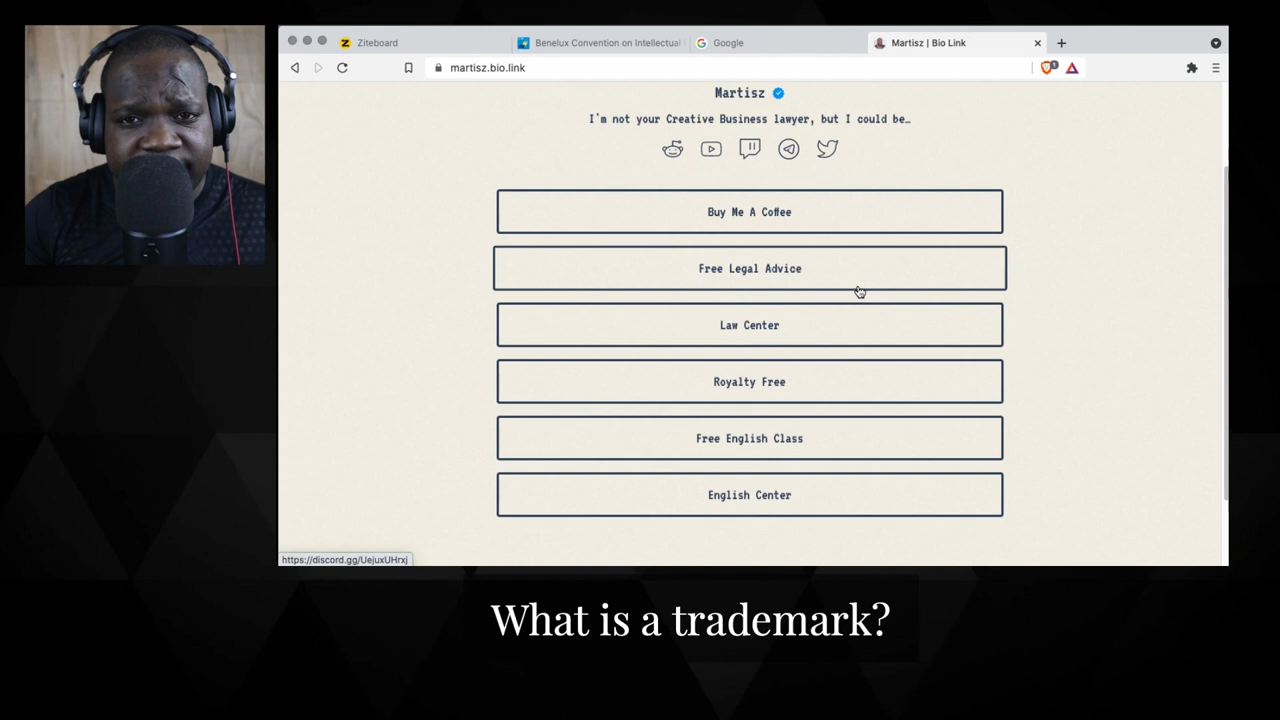 Ziteboard
Benelux Convention on Intellectual
Google
Martisz | Bio Link
martisz.bio.link
1
Martisz
I'm not your Creative Business lawyer, but I could be…
Buy Me A Coffee
Free Legal Advice
Law Center
Royalty Free
Free English Class
English Center
https://discord.gg/UejuxUHrxj
What is a trademark?